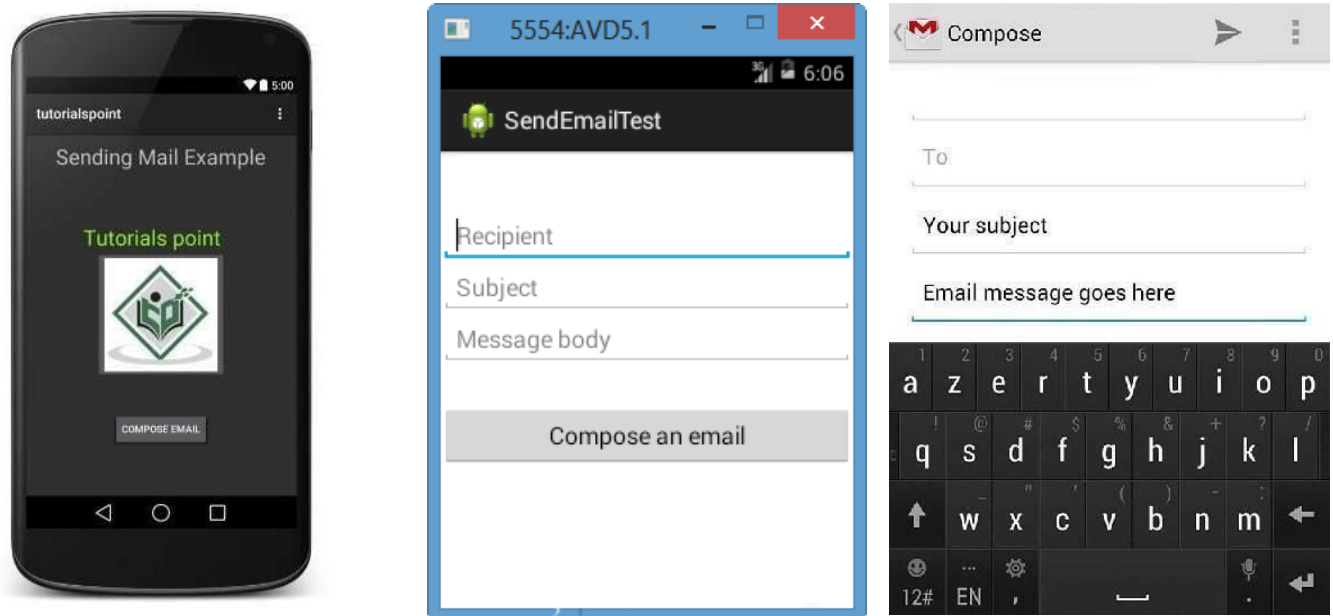 5:00
tutorialspoint
Sending Mail Example
Tutorials point
COMPOSE EMAIL
5554:AVD5.1
3G 6:06
SendEmailTest
Recipient
Subject
Message body
Compose an email
Compose
To
Your subject
Email message goes here
1 2 3 4 5 6 7 8 9 0
a z e r t y u i o p
! @ # $ % & + ? /
q s d f g h j k l
_ " ' ( ) - :
w x c v b n m
12# EN , .